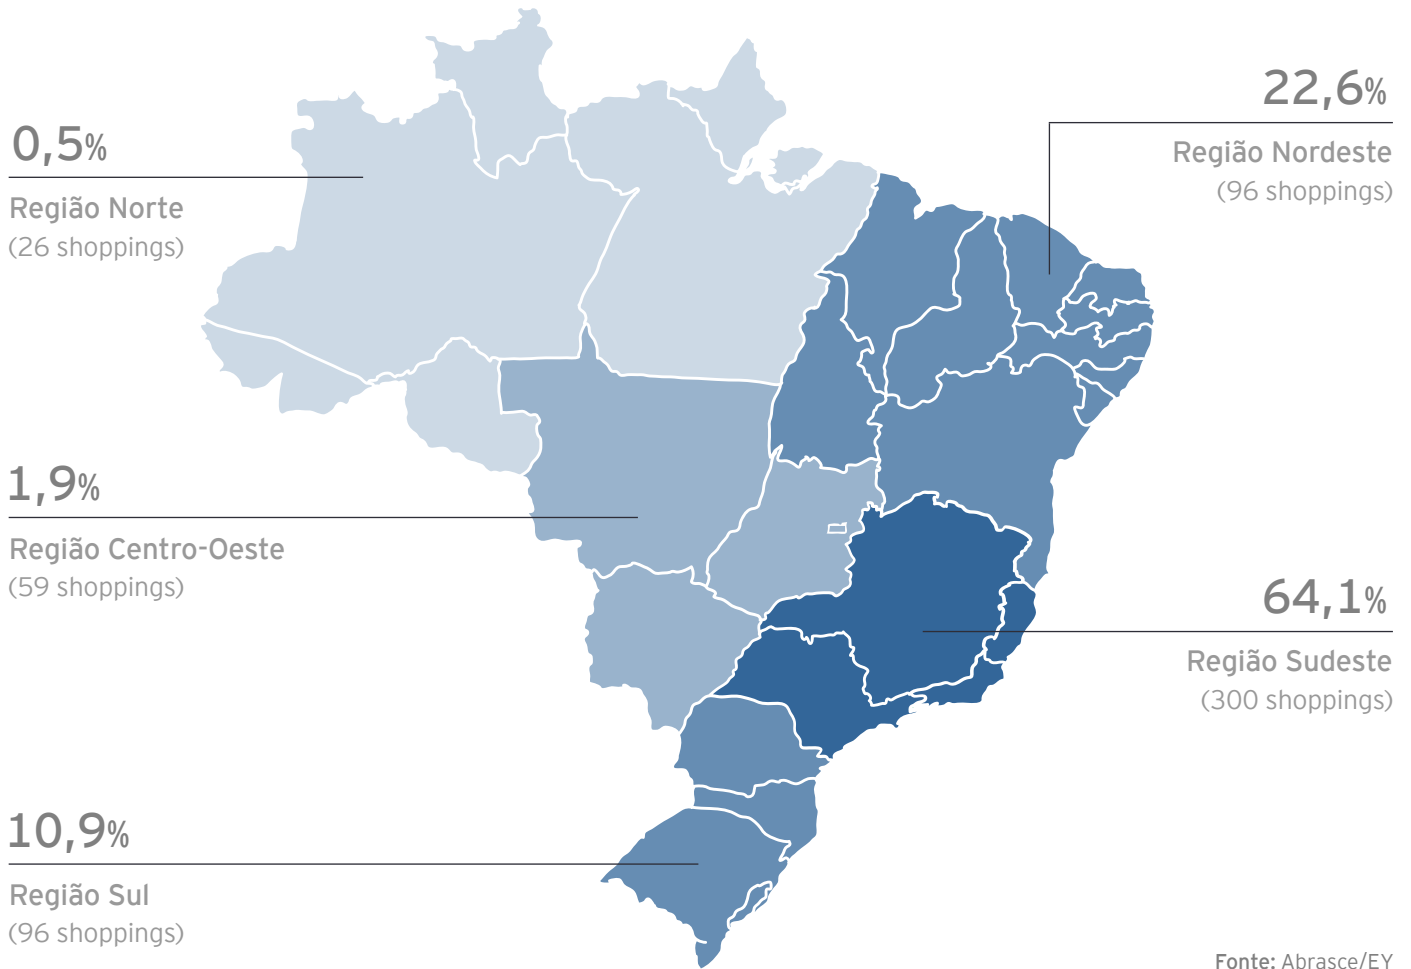 0,5%
Região Norte
(26 shoppings)
22,6%
Região Nordeste
(96 shoppings)
1,9%
Região Centro-Oeste
(59 shoppings)
64,1%
Região Sudeste
(300 shoppings)
10,9%
Região Sul
(96 shoppings)
Fonte: Abrasce/EY